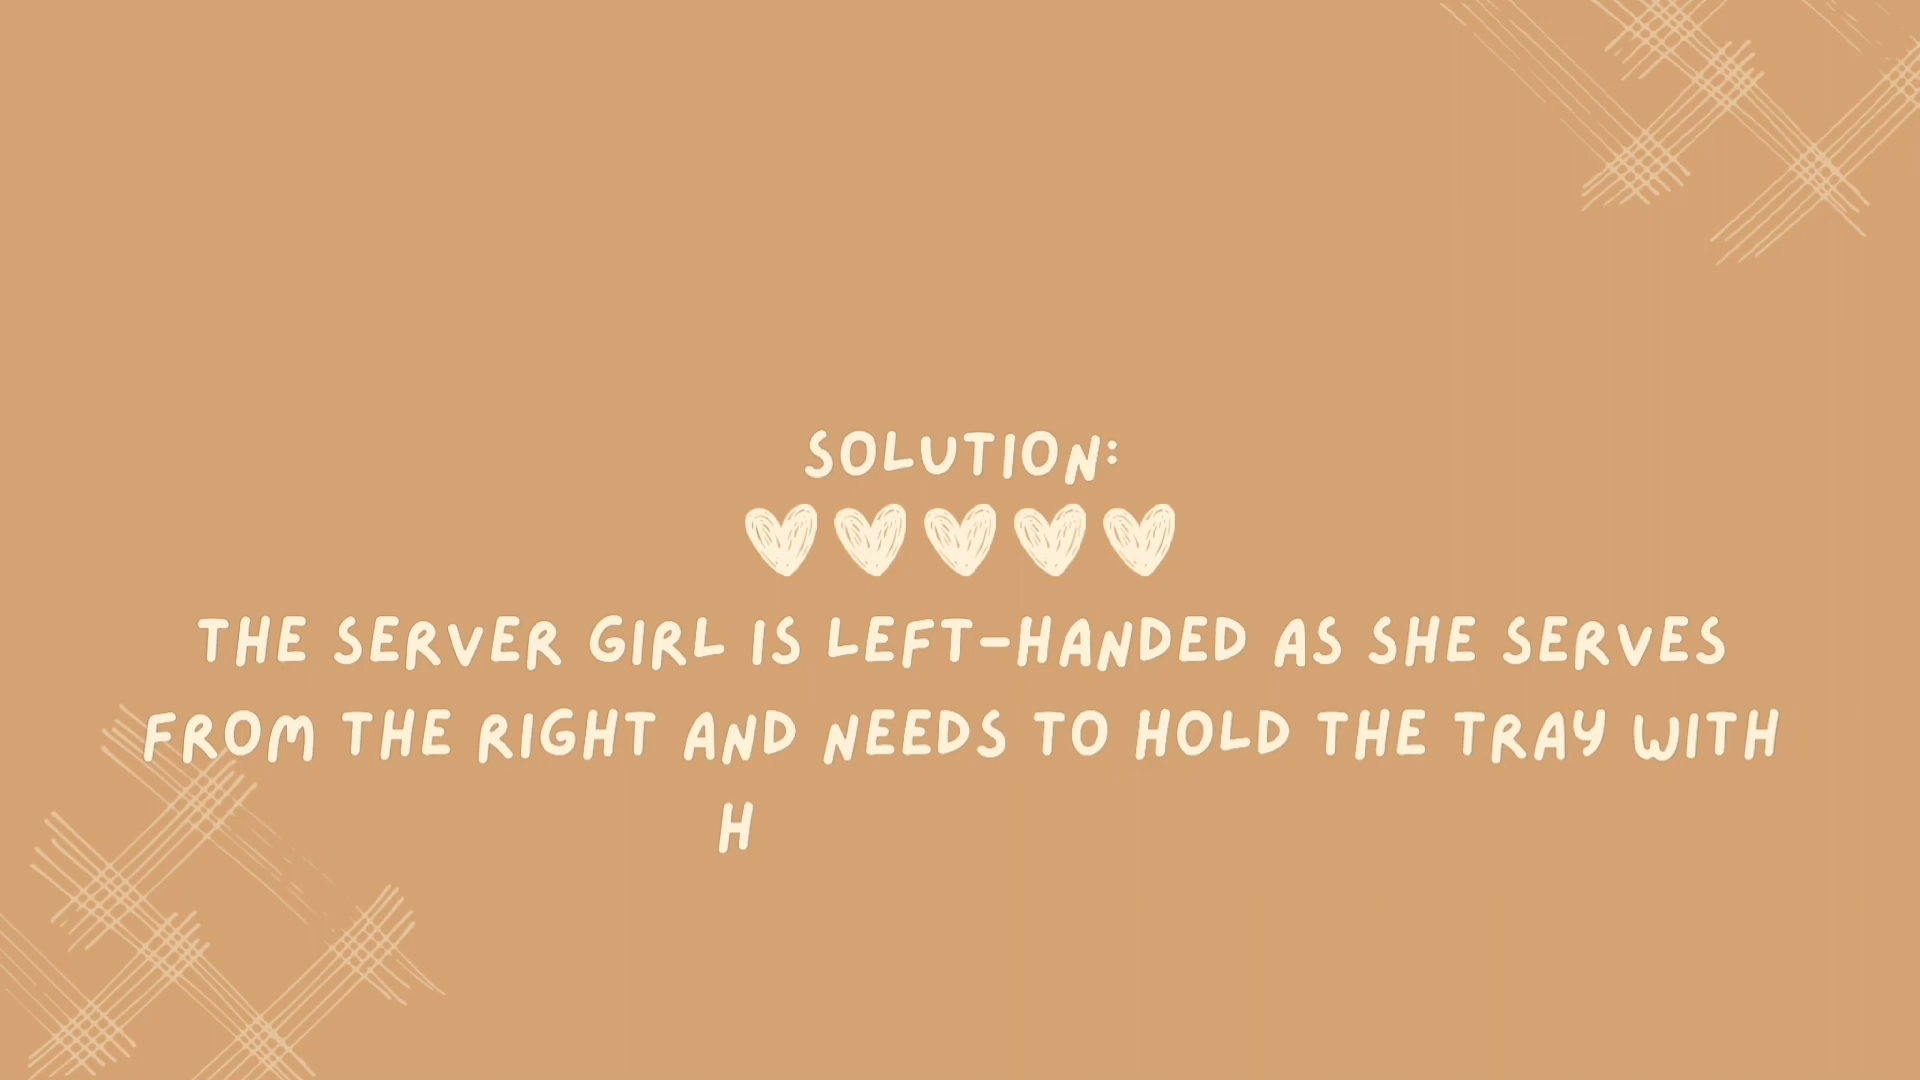 SOLUTION:
THE SERVER GIRL IS LEFT-HANDED AS SHE SERVES
FROM THE RIGHT AND NEEDS TO HOLD THE TRAY WITH
H